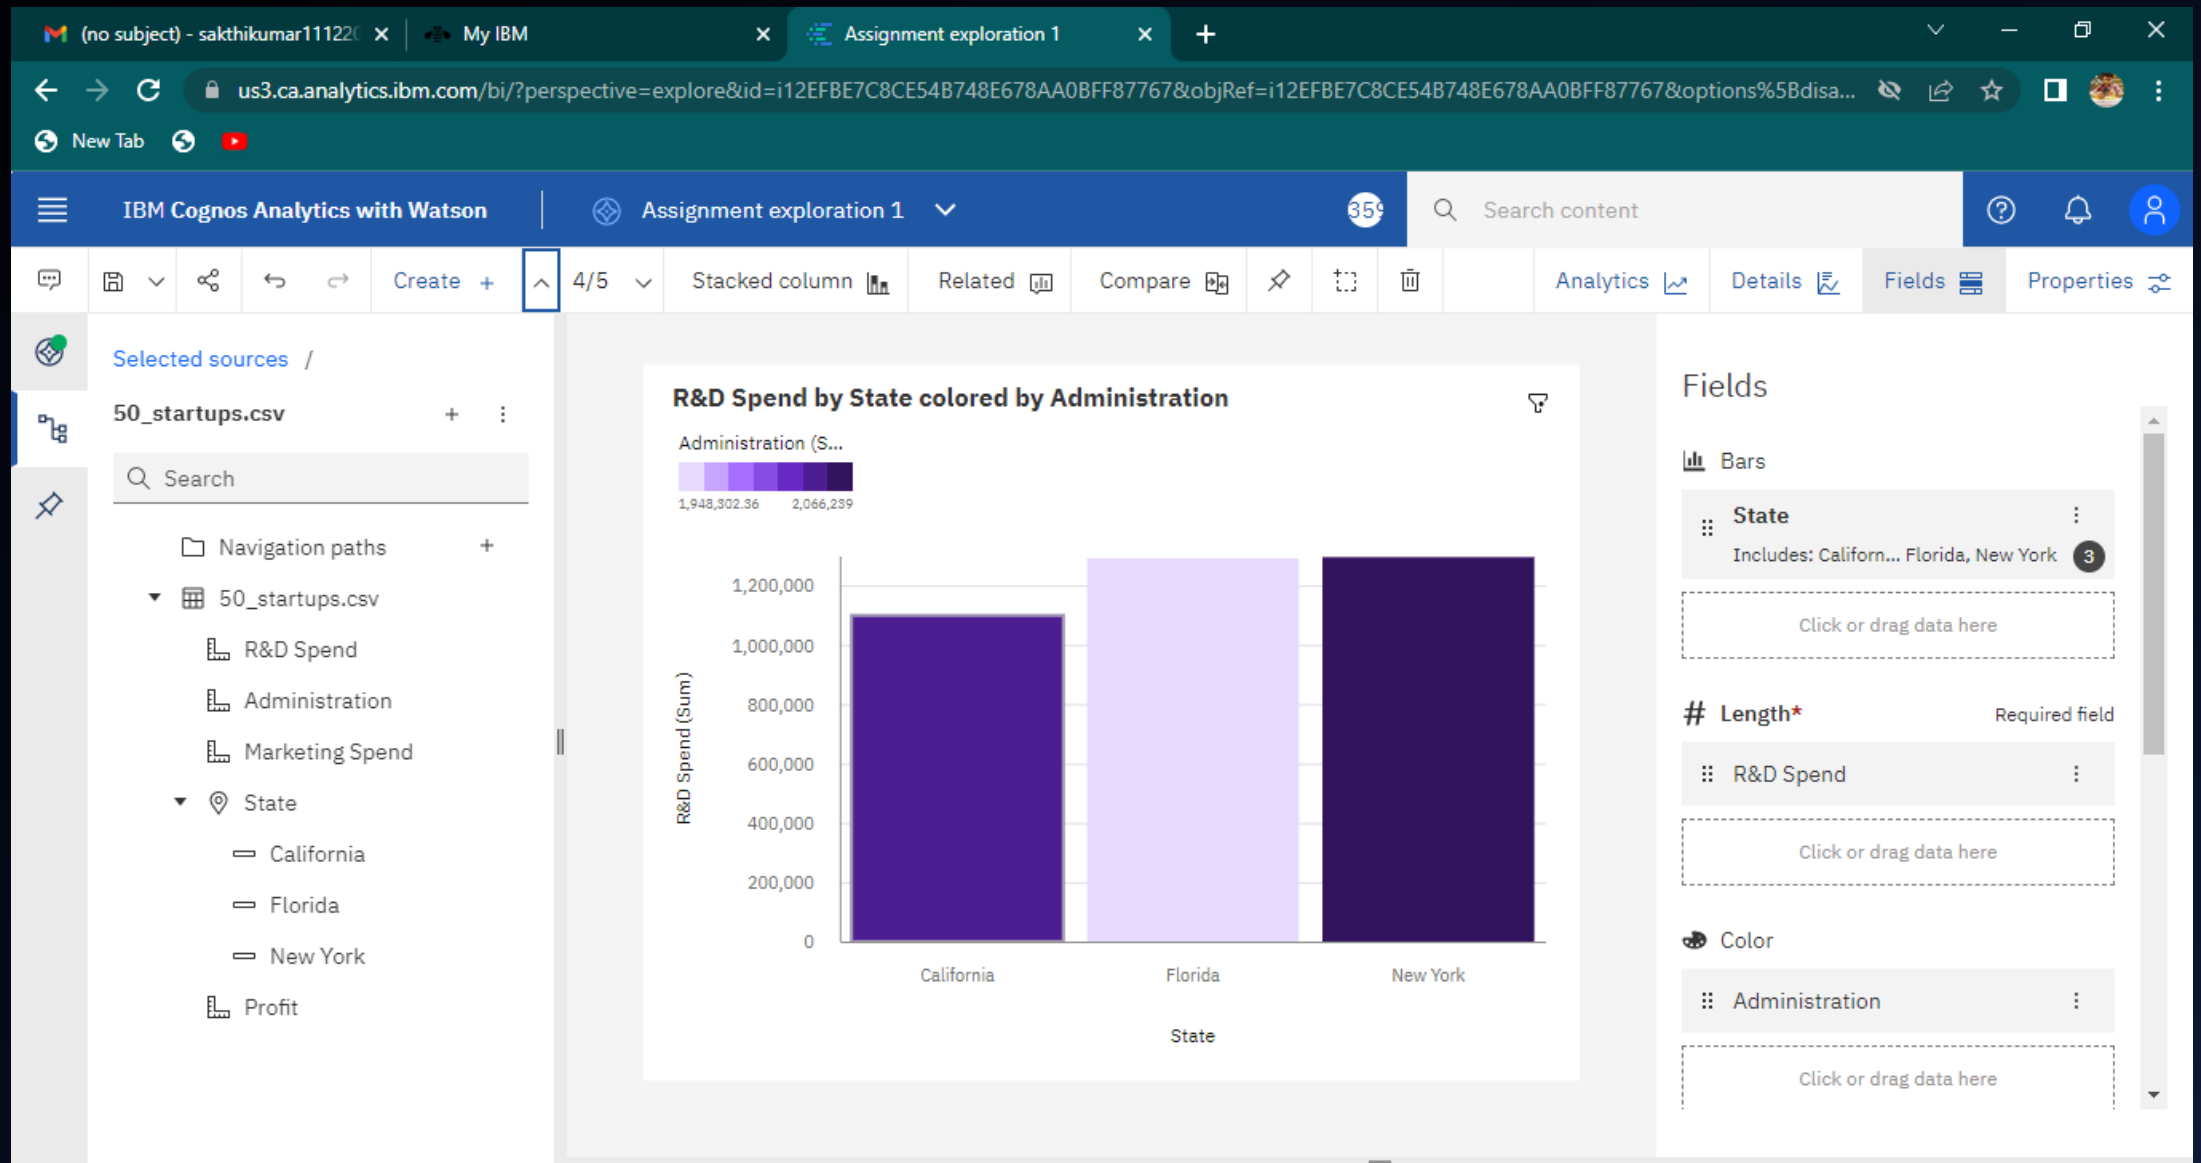 (no subject) - sakthikumar111220
My IBM
Assignment exploration 1
us3.ca.analytics.ibm.com/bi/?perspective=explore&id=i12EFBE7C8CE54B748E678AA0BFF87767&objRef=i12EFBE7C8CE54B748E678AA0BFF87767&options%5Bdisa...
New Tab
IBM Cognos Analytics with Watson
Assignment exploration 1
359
Search content
Create +
4/5
Stacked column
Related
Compare
Analytics
Details
Fields
Properties
Selected sources /
50_startups.csv
Search
Navigation paths
50_startups.csv
R&D Spend
Administration
Marketing Spend
State
California
Florida
New York
Profit
R&D Spend by State colored by Administration
Administration (S...
1,948,302.36 2,066,239
R&D Spend (Sum)
1,200,000
1,000,000
800,000
600,000
400,000
200,000
0
California Florida New York
State
Fields
Bars
State
Includes: Californ... Florida, New York 3
Click or drag data here
# Length* Required field
R&D Spend
Click or drag data here
Color
Administration
Click or drag data here